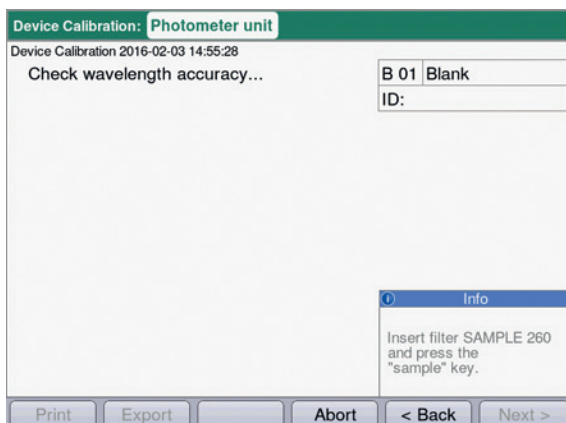 Device Calibration: Photometer unit
Device Calibration 2016-02-03 14:55:28
Check wavelength accuracy...
B 01 Blank
ID:
Info
Insert filter SAMPLE 260
and press the
"sample" key.
Print Export Abort < Back Next >